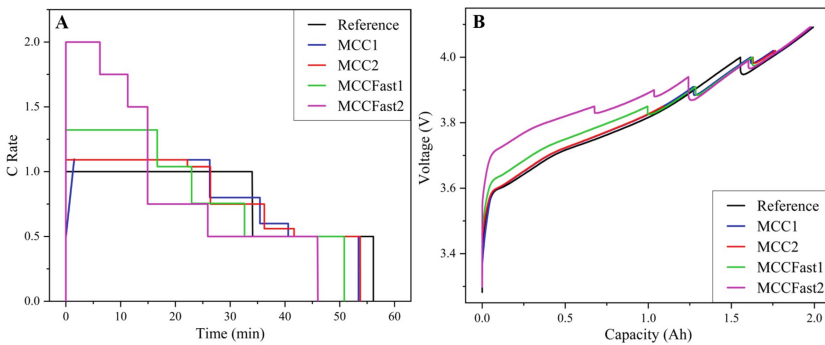 A
Reference
MCC1
MCC2
MCCFast1
MCCFast2
2.0
1.5
1.0
0.5
0.0
C Rate
0
10
20
30
40
50
60
Time (min)
B
4.0
3.8
3.6
3.4
Voltage (V)
Reference
MCC1
MCC2
MCCFast1
MCCFast2
0.0
0.5
1.0
1.5
2.0
Capacity (Ah)